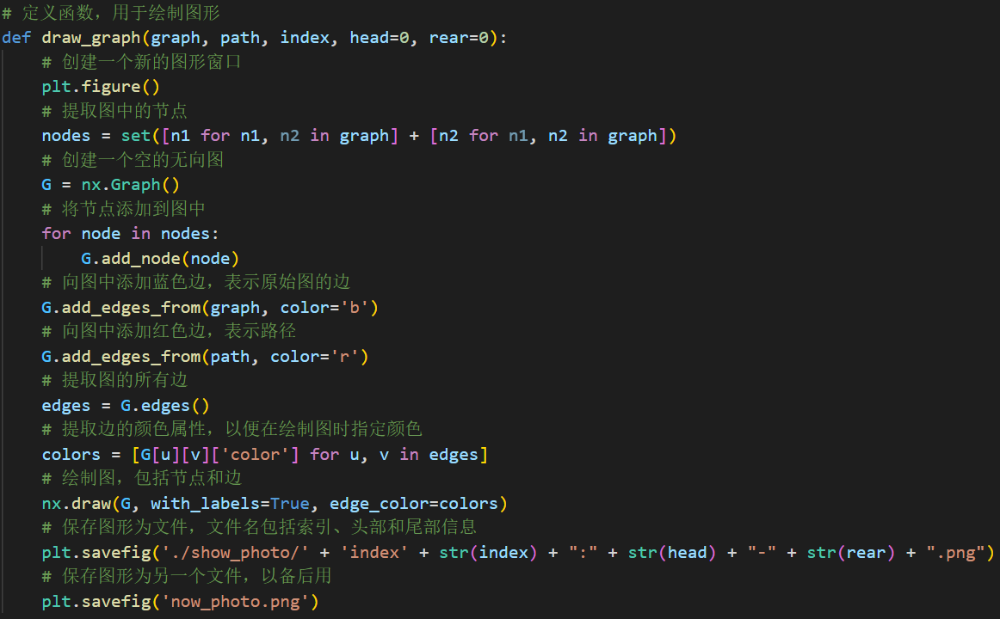 # 定义函数，用于绘制图形
def draw_graph(graph, path, index, head=0, rear=0):
    # 创建一个新的图形窗口
    plt.figure()
    # 提取图中的节点
    nodes = set([n1 for n1, n2 in graph] + [n2 for n1, n2 in graph])
    # 创建一个空的无向图
    G = nx.Graph()
    # 将节点添加到图中
    for node in nodes:
        G.add_node(node)
    # 向图中添加蓝色边，表示原始图的边
    G.add_edges_from(graph, color='b')
    # 向图中添加红色边，表示路径
    G.add_edges_from(path, color='r')
    # 提取图的所有边
    edges = G.edges()
    # 提取边的颜色属性，以便在绘制图时指定颜色
    colors = [G[u][v]['color'] for u, v in edges]
    # 绘制图，包括节点和边
    nx.draw(G, with_labels=True, edge_color=colors)
    # 保存图形为文件，文件名包括索引、头部和尾部信息
    plt.savefig('./show_photo/' + 'index' + str(index) + ":" + str(head) + "-" + str(rear) + ".png")
    # 保存图形为另一个文件，以备后用
    plt.savefig('now_photo.png')